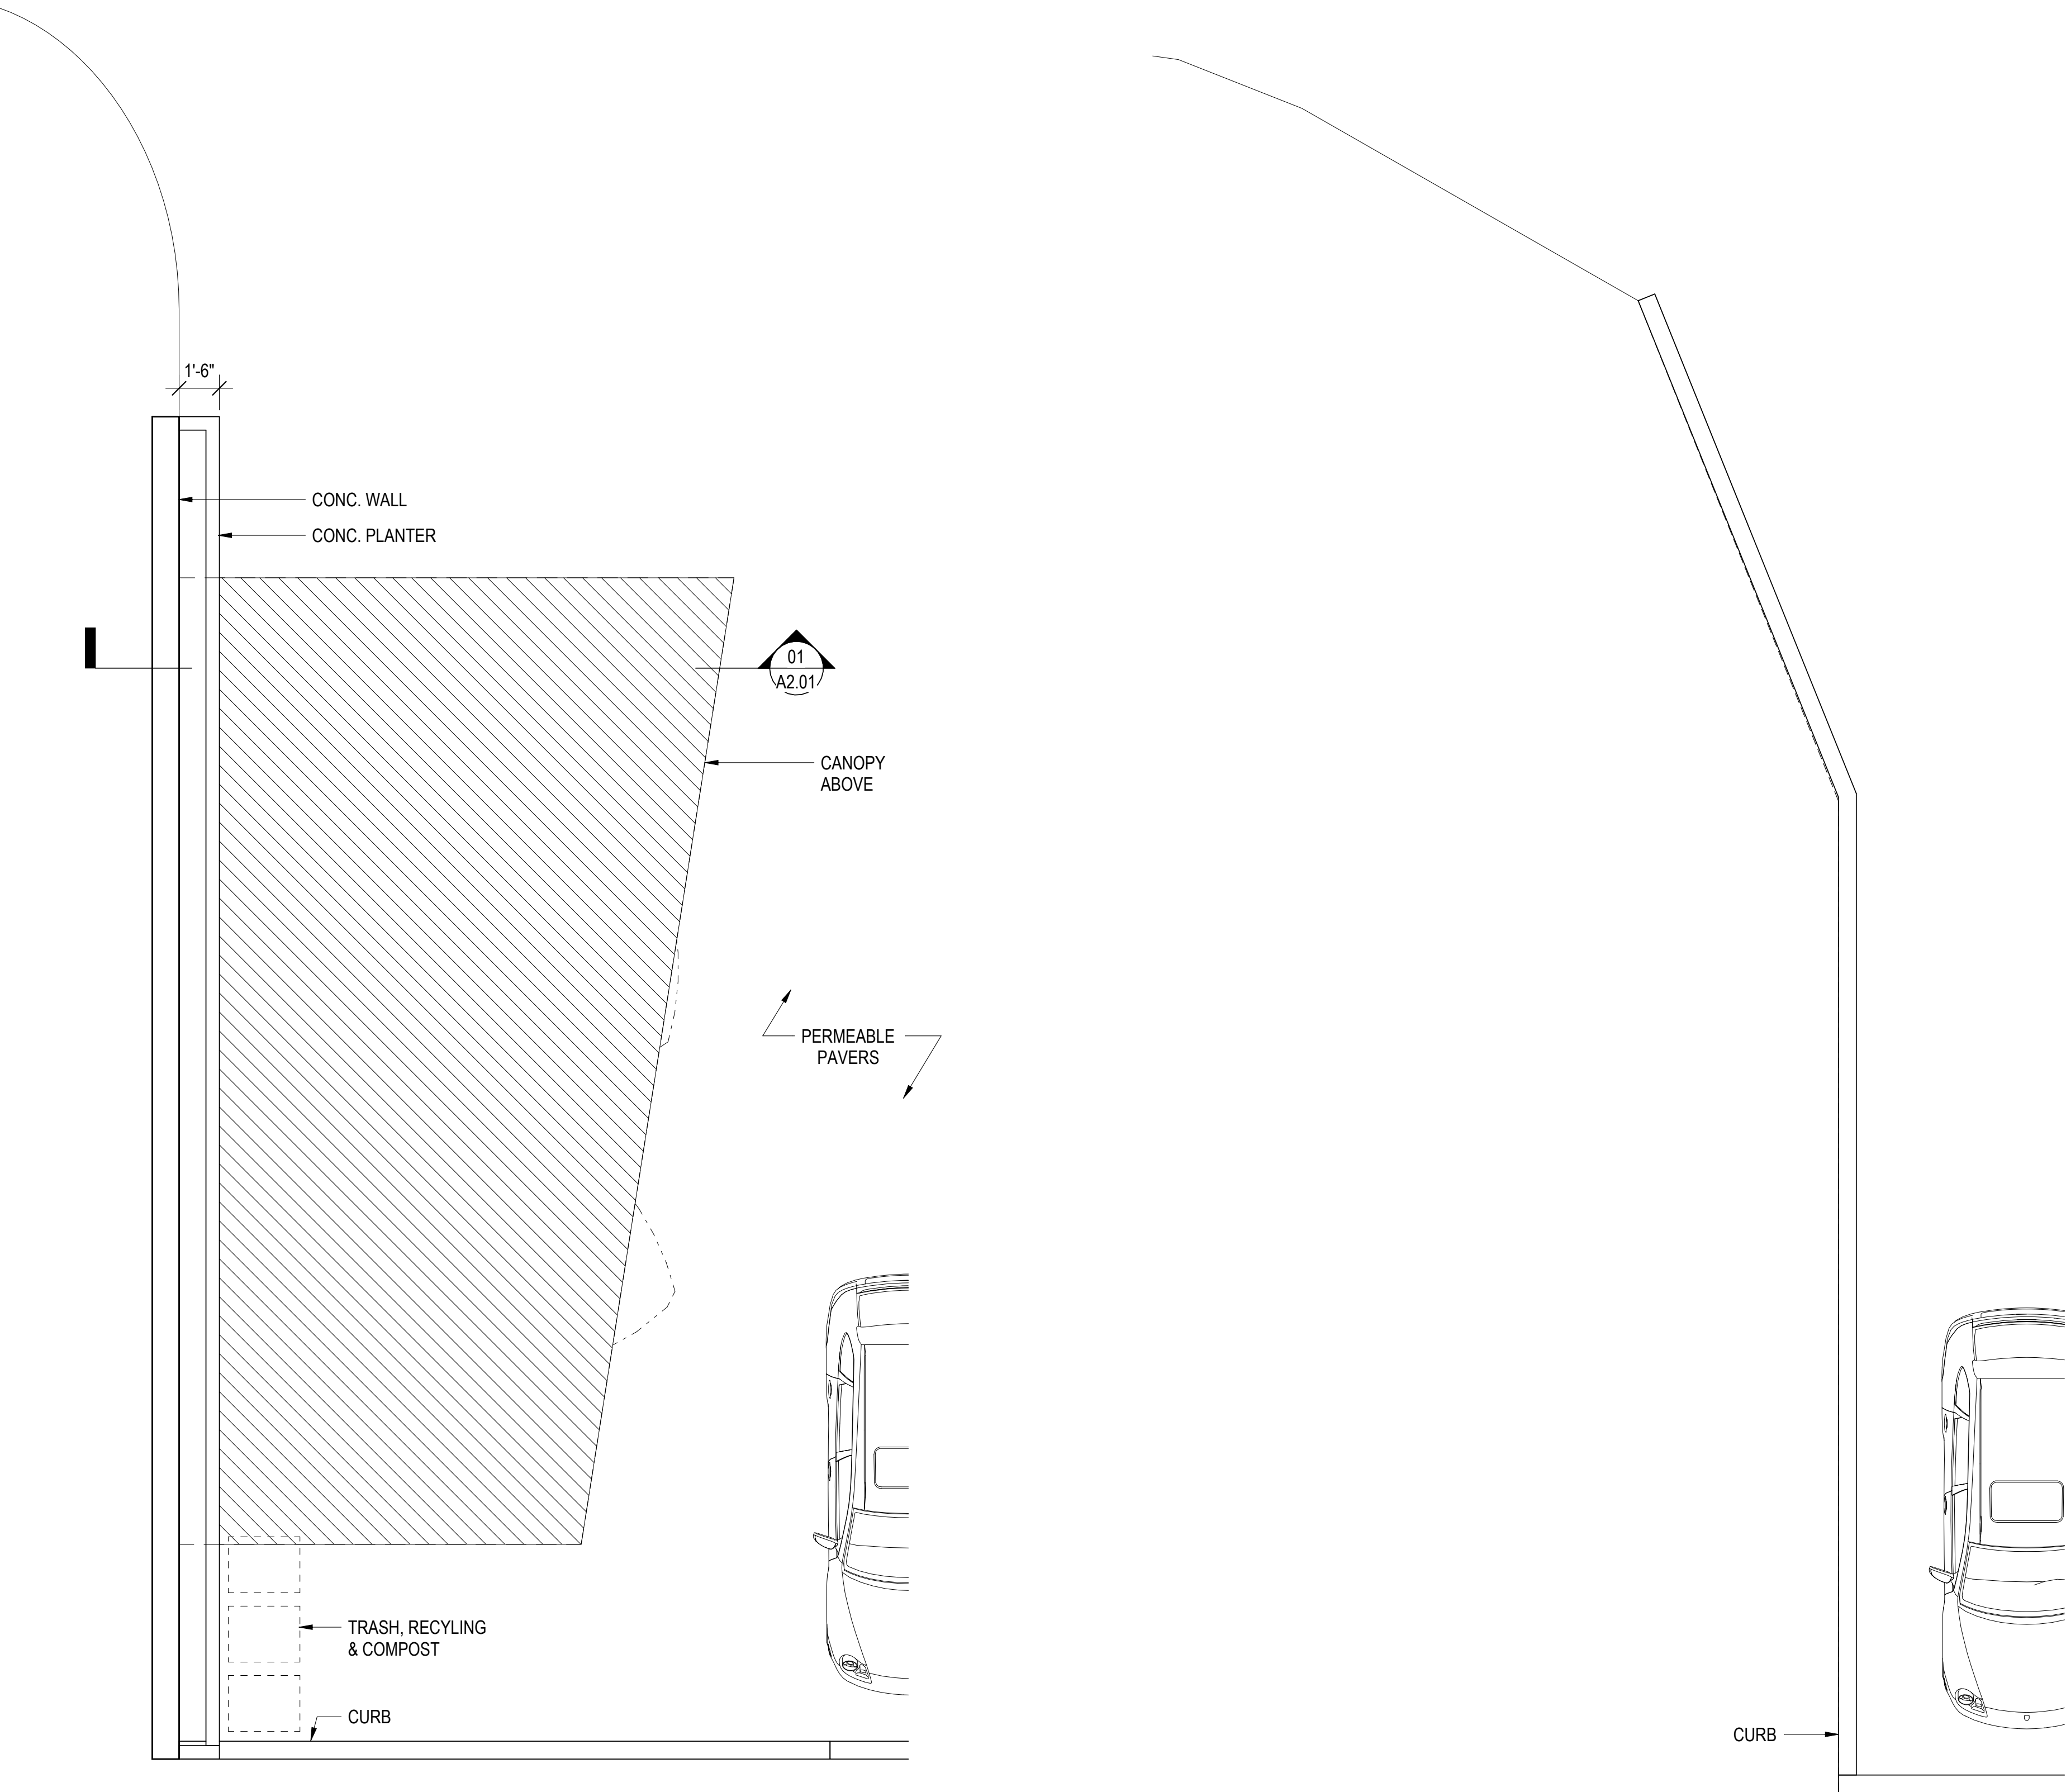 1'-6"
CONC. WALL
CONC. PLANTER
01
A2.01
CANOPY
ABOVE
PERMEABLE
PAVERS
TRASH, RECYLING
& COMPOST
CURB
CURB